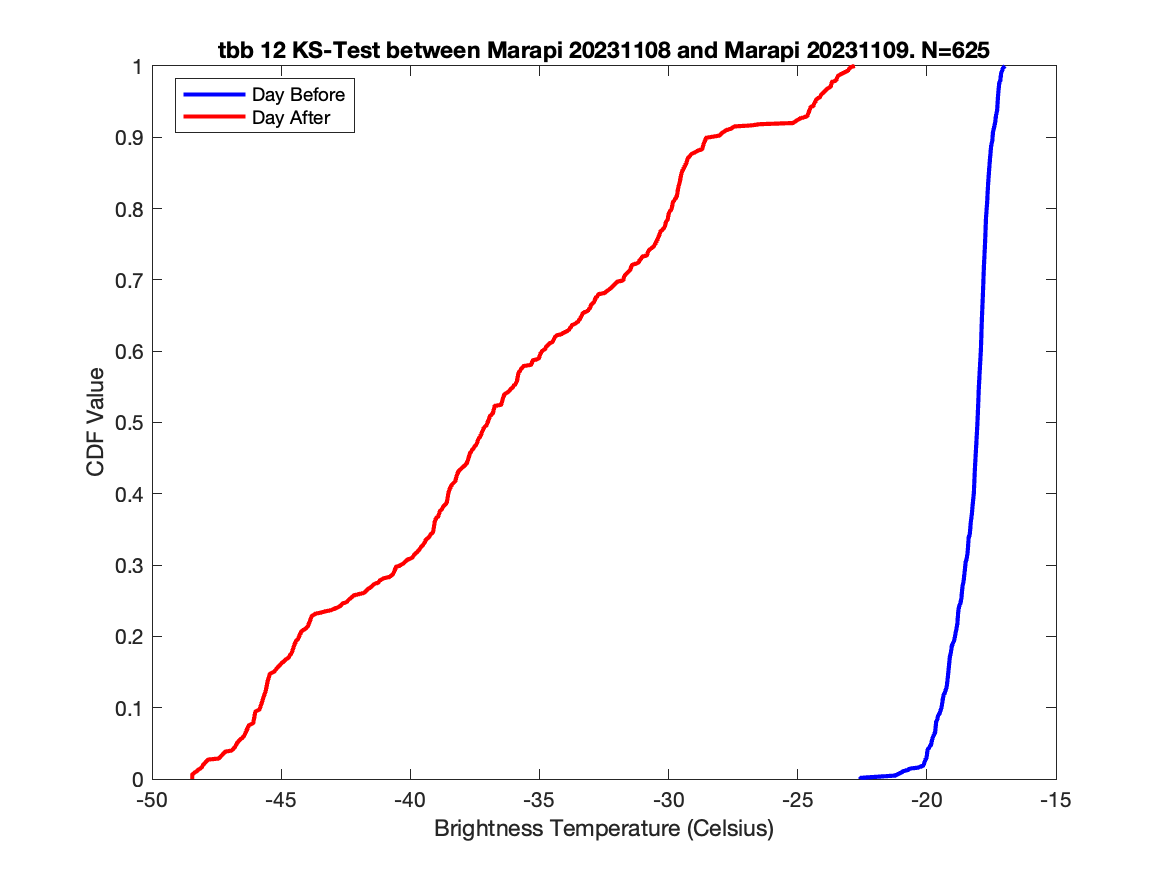 tbb 12 KS-Test between Marapi 20231108 and Marapi 20231109. N=625
1
0.9
0.8
0.7
0.6
0.5
0.4
0.3
0.2
0.1
0
CDF Value
Day Before
Day After
-50 -45 -40 -35 -30 -25 -20 -15
Brightness Temperature (Celsius)